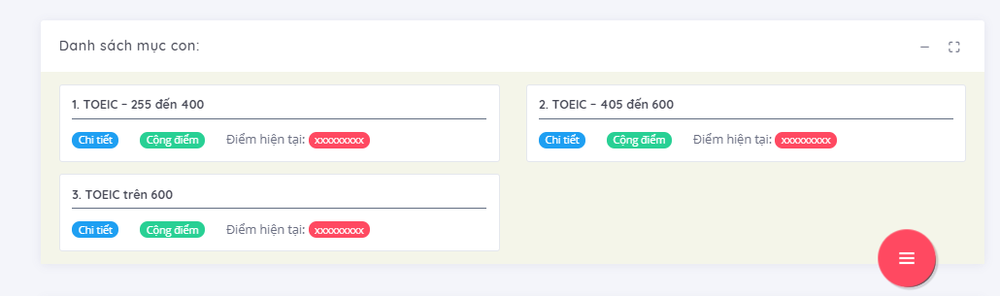 Danh sách mục con:
1. TOEIC - 255 đến 400
Chi tiết Cộng điểm Điểm hiện tại: xxxxxxxxx
2. TOEIC - 405 đến 600
Chi tiết Cộng điểm Điểm hiện tại: xxxxxxxxx
3. TOEIC trên 600
Chi tiết Cộng điểm Điểm hiện tại: xxxxxxxxx